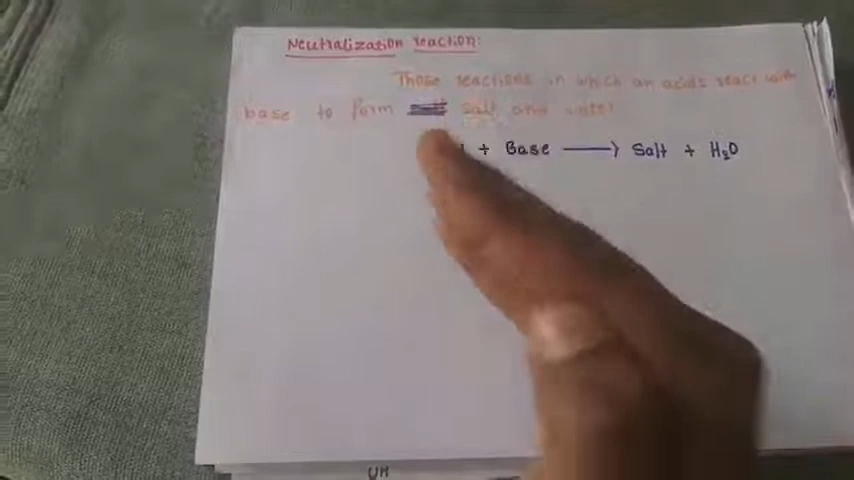 Neutralization reaction:
Those reactions in which an acids react with
base to form salt and water
+ Base → Salt + H₂O
UH